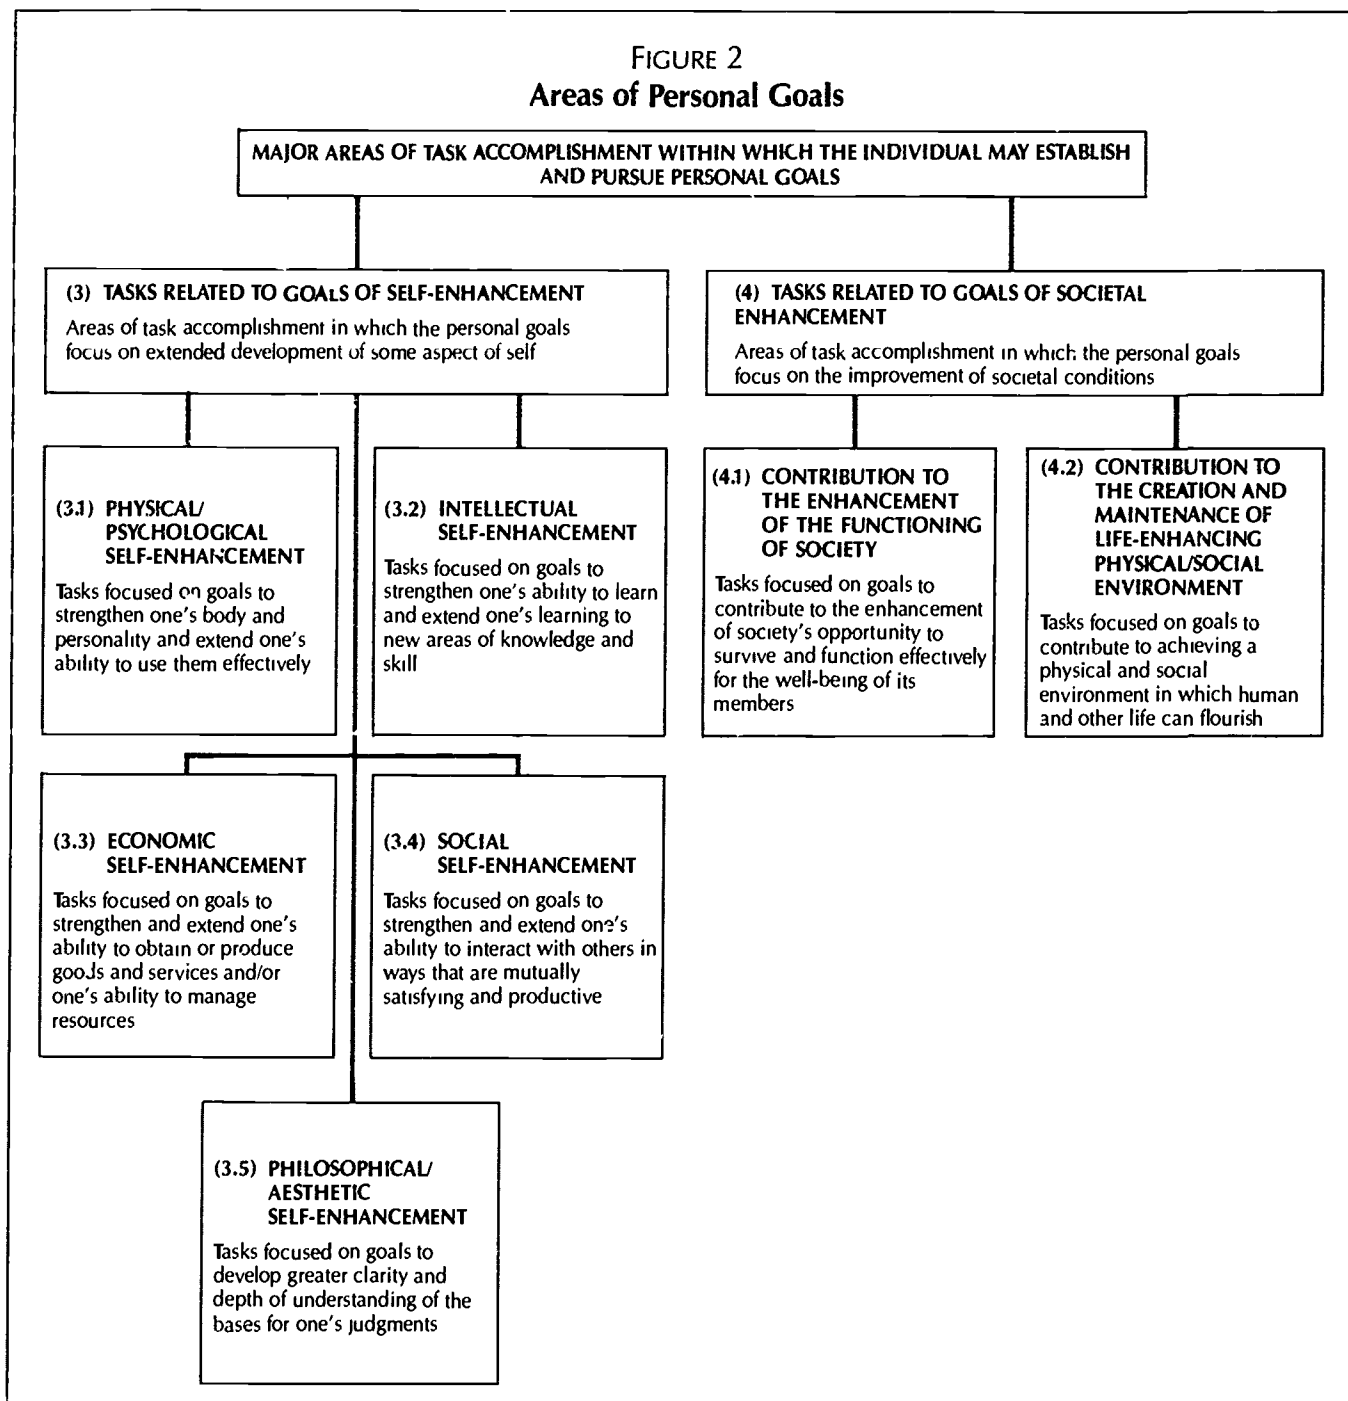 FIGURE 2
Areas of Personal Goals
MAJOR AREAS OF TASK ACCOMPLISHMENT WITHIN WHICH THE INDIVIDUAL MAY ESTABLISH
AND PURSUE PERSONAL GOALS
(3) TASKS RELATED TO GOALS OF SELF-ENHANCEMENT
Areas of task accomplishment in which the personal goals
focus on extended development of some aspect of self
(4) TASKS RELATED TO GOALS OF SOCIETAL
ENHANCEMENT
Areas of task accomplishment in which the personal goals
focus on the improvement of societal conditions
(3.1) PHYSICAL/
PSYCHOLOGICAL
SELF-ENHANCEMENT
Tasks focused on goals to
strengthen one's body and
personality and extend one's
ability to use them effectively
(3.2) INTELLECTUAL
SELF-ENHANCEMENT
Tasks focused on goals to
strengthen one's ability to learn
and extend one's learning to
new areas of knowledge and
skill
(4.1) CONTRIBUTION TO
THE ENHANCEMENT
OF THE FUNCTIONING
OF SOCIETY
Tasks focused on goals to
contribute to the enhancement
of society's opportunity to
survive and function effectively
for the well-being of its
members
(4.2) CONTRIBUTION TO
THE CREATION AND
MAINTENANCE OF
LIFE-ENHANCING
PHYSICAL/SOCIAL
ENVIRONMENT
Tasks focused on goals to
contribute to achieving a
physical and social
environment in which human
and other life can flourish
(3.3) ECONOMIC
SELF-ENHANCEMENT
Tasks focused on goals to
strengthen and extend one's
ability to obtain or produce
goods and services and/or
one's ability to manage
resources
(3.4) SOCIAL
SELF-ENHANCEMENT
Tasks focused on goals to
strengthen and extend one's
ability to interact with others in
ways that are mutually
satisfying and productive
(3.5) PHILOSOPHICAL/
AESTHETIC
SELF-ENHANCEMENT
Tasks focused on goals to
develop greater clarity and
depth of understanding of the
bases for one's judgments